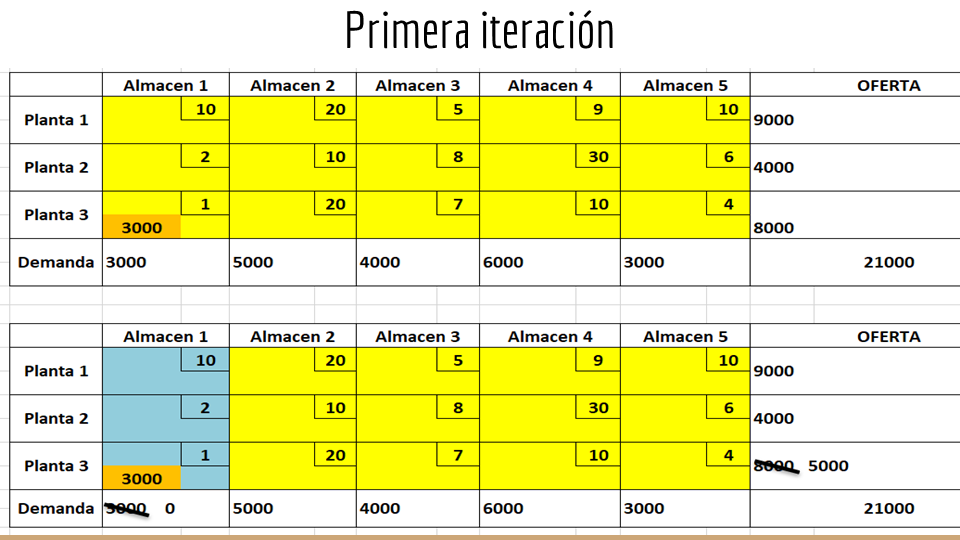 Primera iteración
Almacen 1 Almacen 2 Almacen 3 Almacen 4 Almacen 5 OFERTA
Planta 1 10 20 5 9 10 9000
Planta 2 2 10 8 30 6 4000
Planta 3 1 20 7 10 4
3000 8000
Demanda 3000 5000 4000 6000 3000 21000
Almacen 1 Almacen 2 Almacen 3 Almacen 4 Almacen 5 OFERTA
Planta 1 10 20 5 9 10 9000
Planta 2 2 10 8 30 6 4000
Planta 3 1 20 7 10 4 8000 5000
3000
Demanda 3000 0 5000 4000 6000 3000 21000